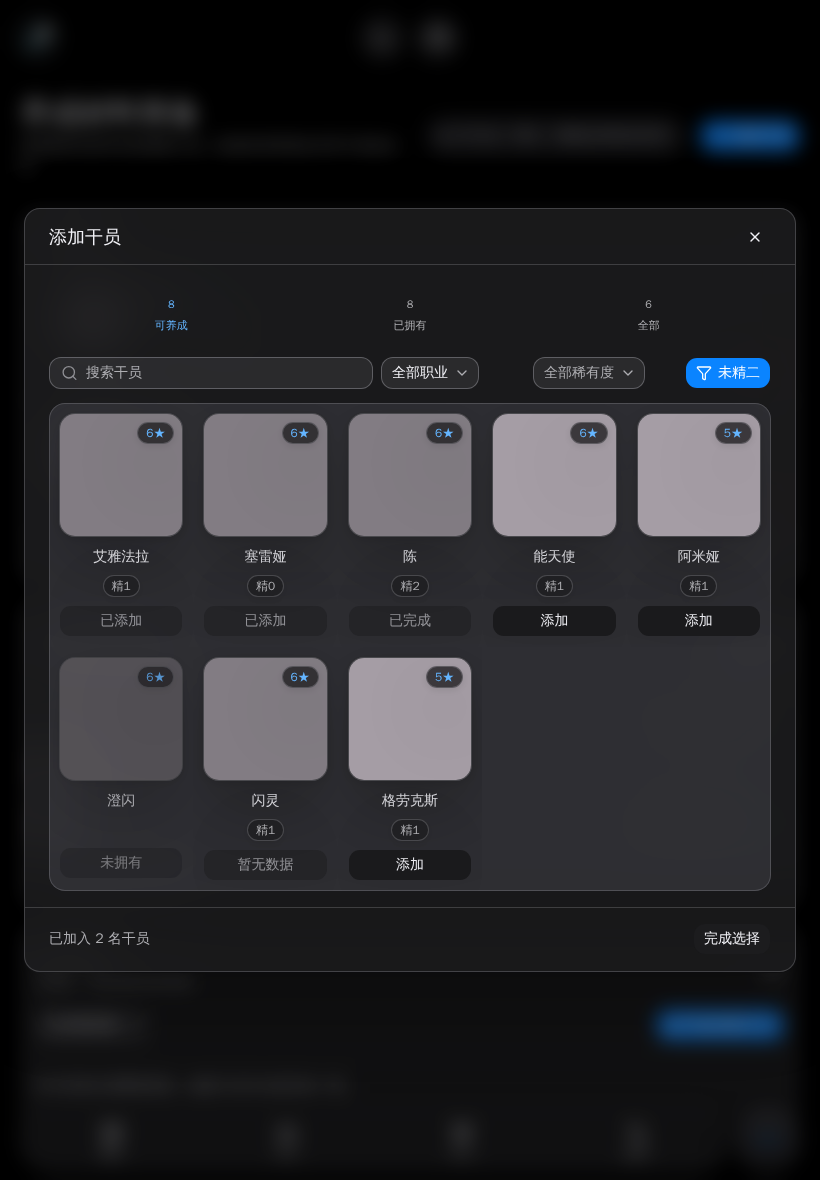 添加干员
8
可养成
8
已拥有
6
全部
搜索干员
全部职业
全部稀有度
未精二
6★
6★
6★
6★
5★
艾雅法拉
塞雷娅
陈
能天使
阿米娅
精1
精0
精2
精1
精1
已添加
已添加
已完成
添加
添加
6★
6★
5★
澄闪
闪灵
格劳克斯
精1
精1
未拥有
暂无数据
添加
已加入 2 名干员
完成选择